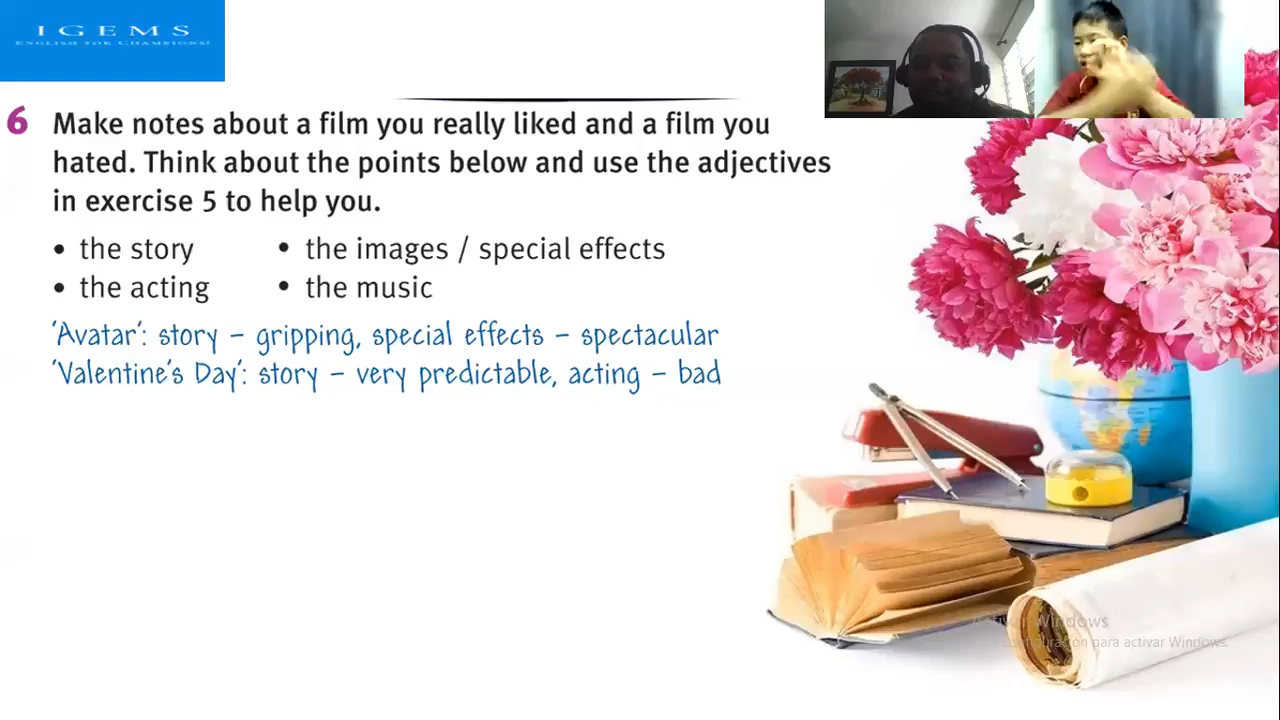 I G E M S
ENGLISH FOR CHAMPIONS!
6 Make notes about a film you really liked and a film you
hated. Think about the points below and use the adjectives
in exercise 5 to help you.
• the story • the images / special effects
• the acting • the music
'Avatar': story – gripping, special effects – spectacular
'Valentine's Day': story – very predictable, acting – bad
Activar Windows
para activar Windows.